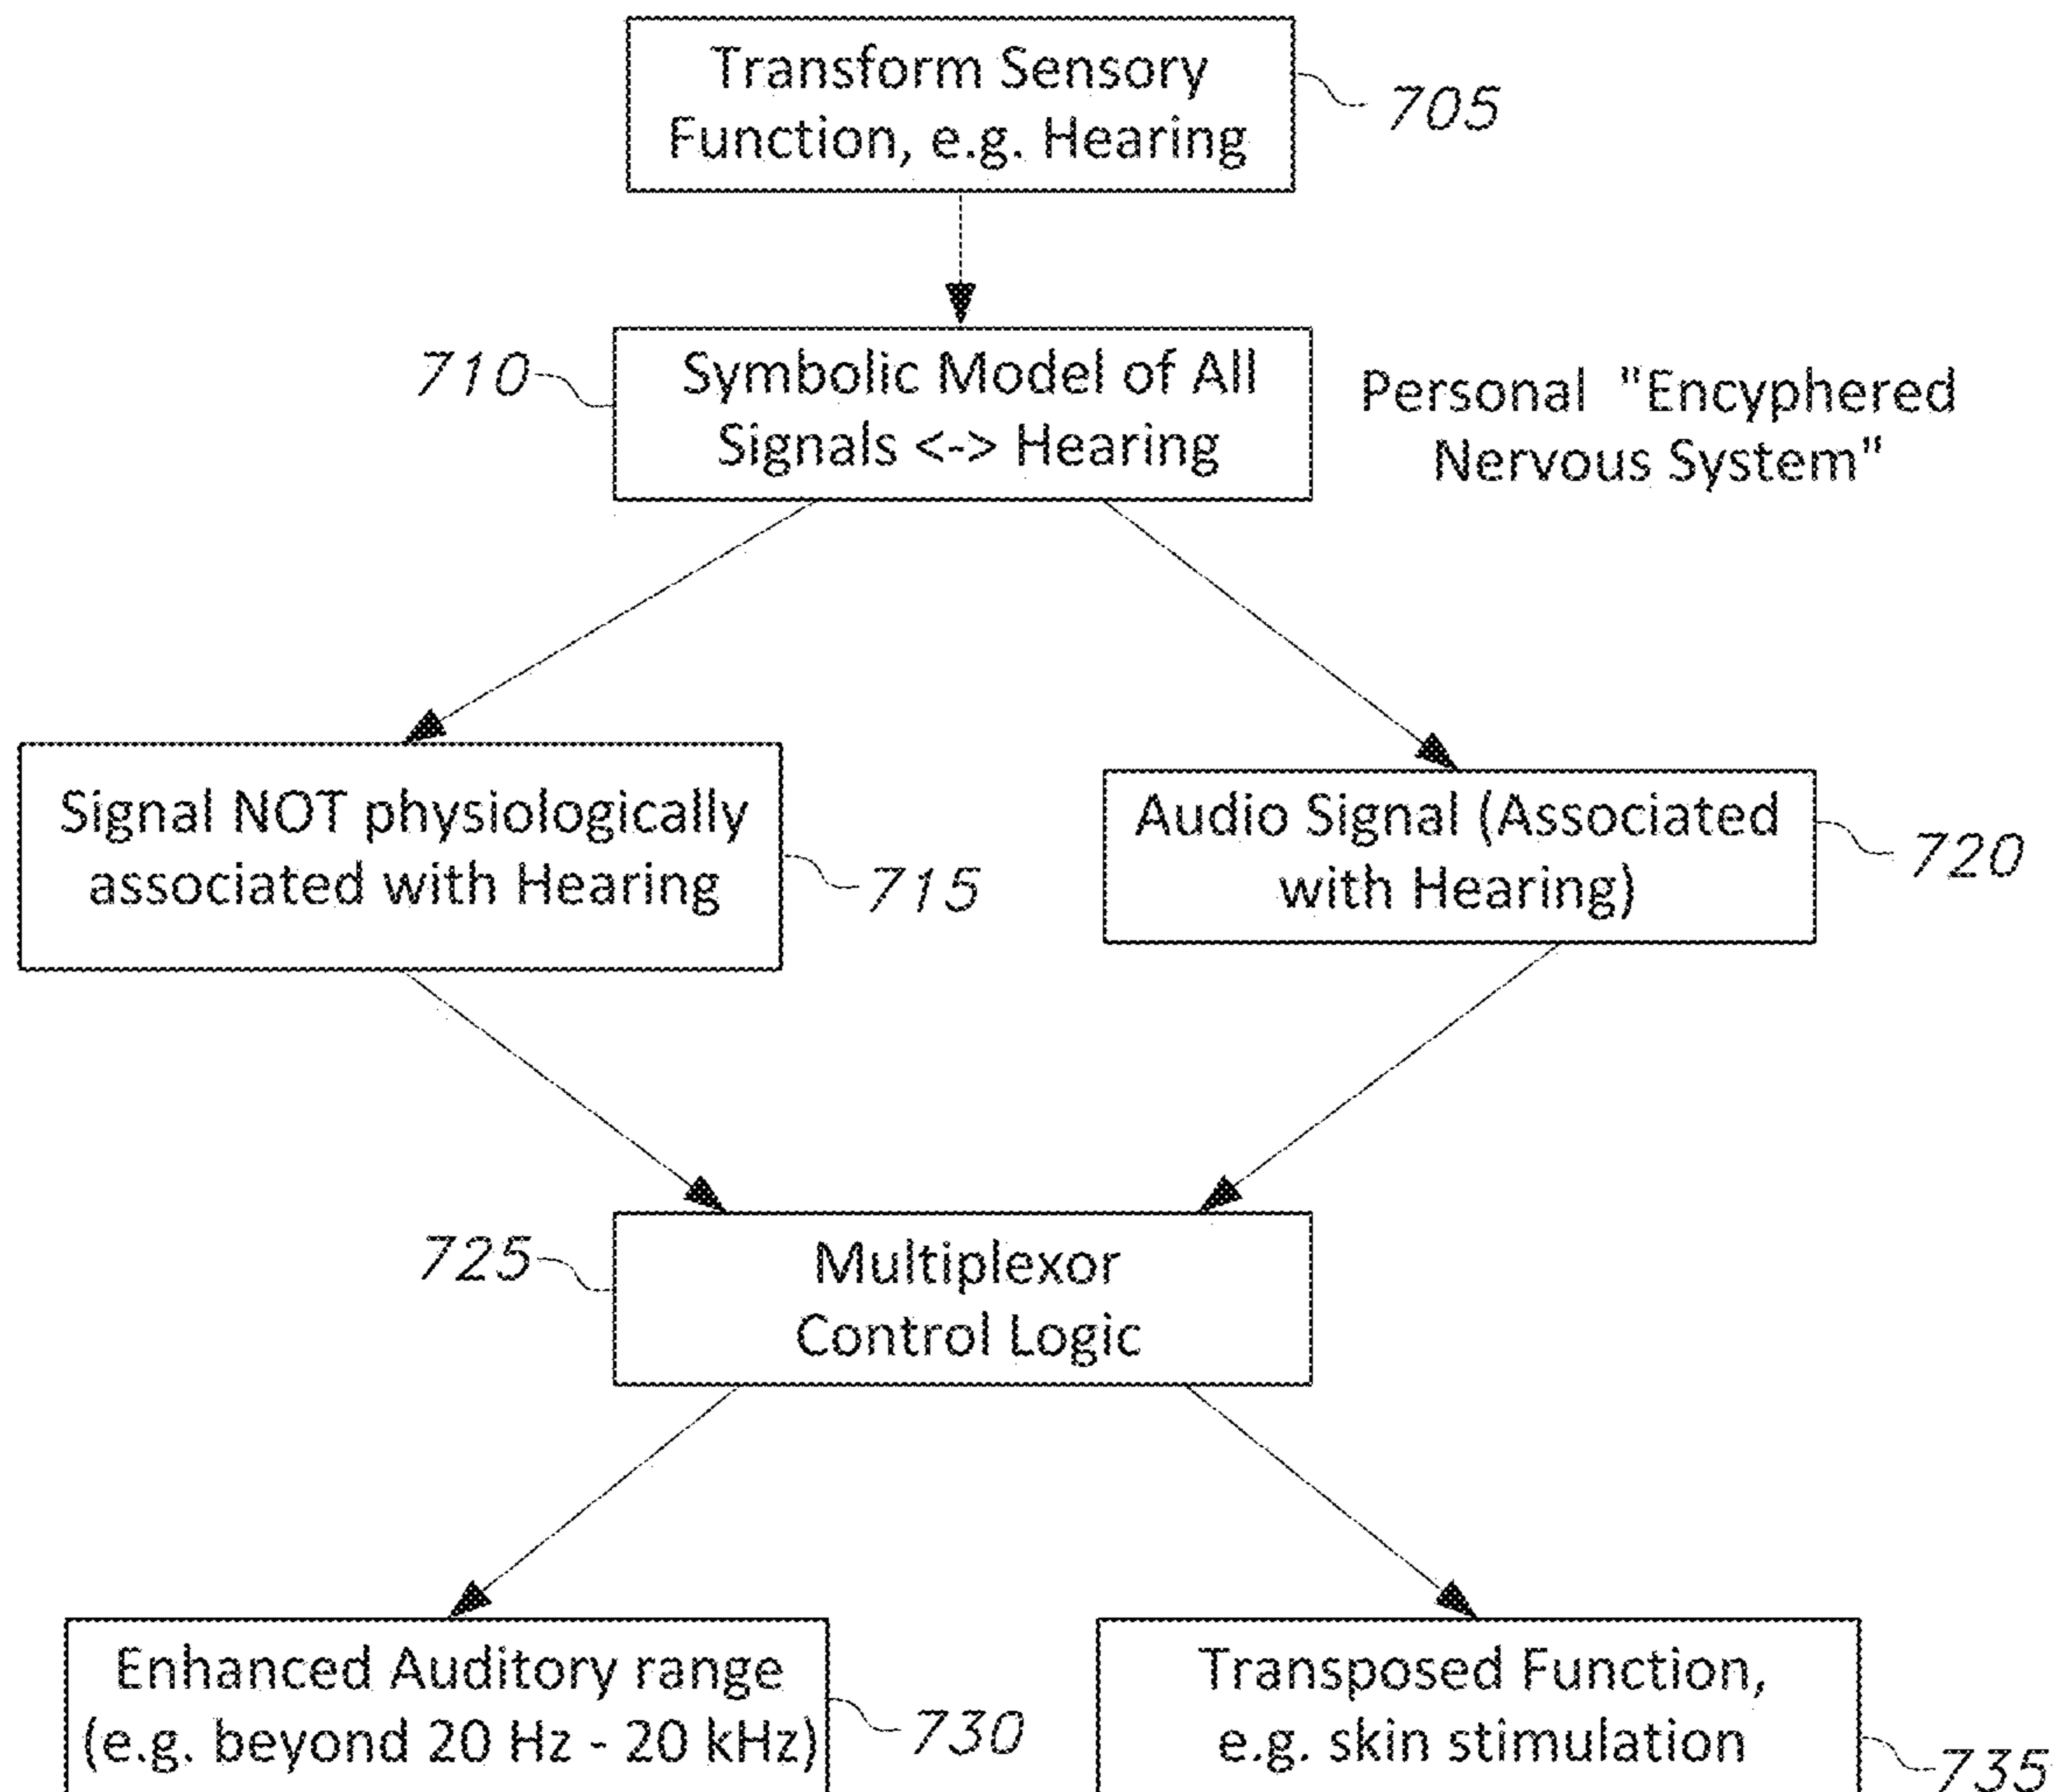 Transform Sensory
Function, e.g. Hearing
705
710
Symbolic Model of All
Signals <-> Hearing
Personal "Encyphered
Nervous System"
Signal NOT physiologically
associated with Hearing
715
Audio Signal (Associated
with Hearing)
720
725
Multiplexor
Control Logic
Enhanced Auditory range
(e.g. beyond 20 Hz - 20 kHz)
730
Transposed Function,
e.g. skin stimulation
735